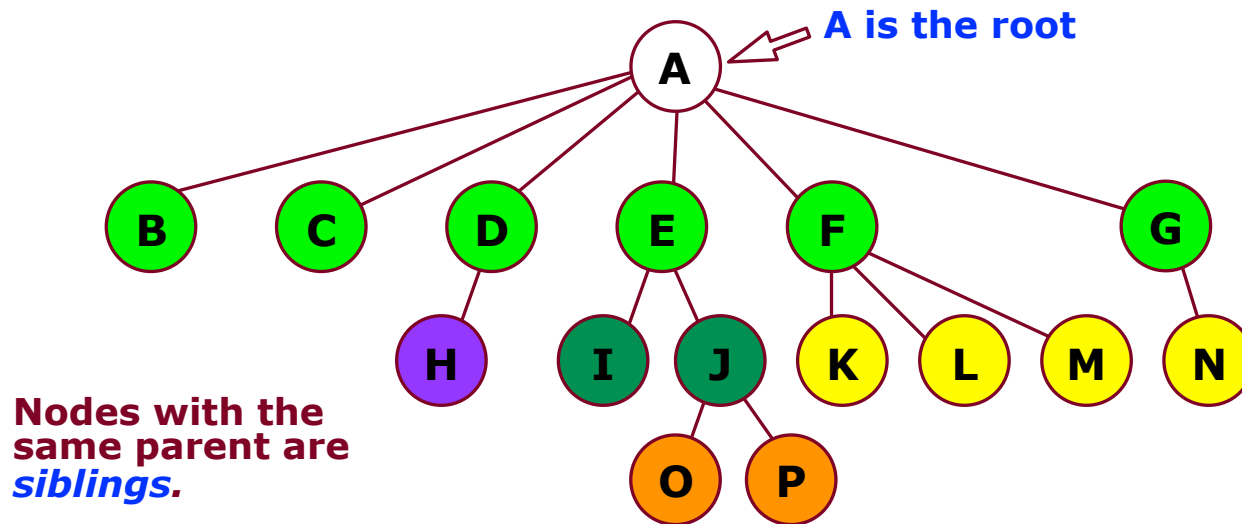 A is the root
A
B C D E F G
H I J K L M N
Nodes with the
same parent are
siblings.
O P